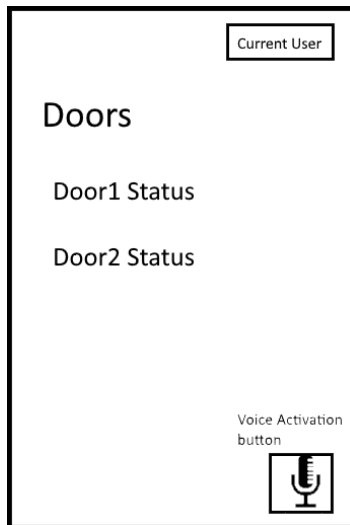 Current User
Doors
Door1 Status
Door2 Status
Voice Activation
button